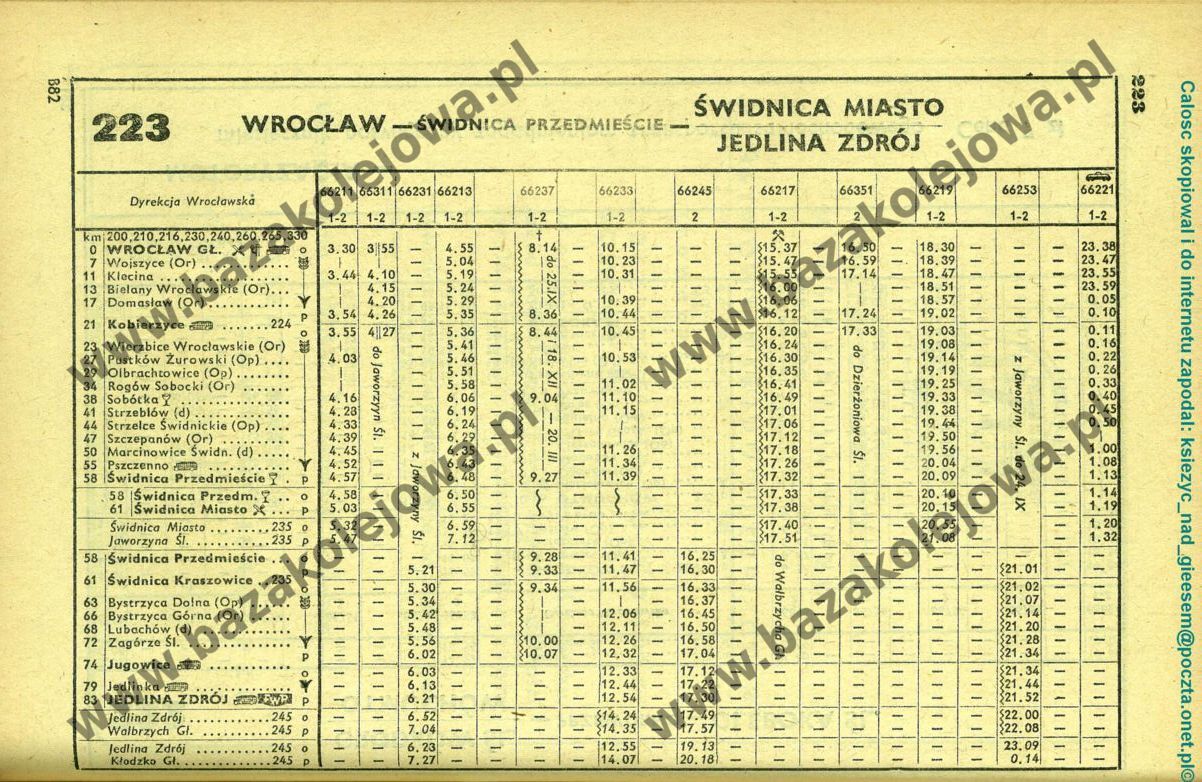 882
223
223 WROCŁAW — ŚWIDNICA PRZEDMIEŚCIE — ŚWIDNICA MIASTO
JEDLINA ZDRÓJ
Dyrekcja Wrocławska
66211 66311 66231 66213 66237 66233 66245 66217 66351 66219 66253 66221
1-2 1-2 1-2 1-2 1-2 1-2 2 1-2 2 1-2 1-2 1-2
km 200,210,216,230,240,260,265,330
0 WROCŁAW GŁ. o 3.30 3 55 — 4.55 — 8.14 — 10.15 — — — 15.37 — 16.50 — 18.30 — — — 23.38
7 Wojszyce (Or) 5.04 10.23 15.47 16.59 18.39 23.47
11 Klecina 3.44 4.10 5.19 10.31 15.55 17.14 18.47 23.55
13 Bielany Wrocławskie (Or) 4.15 5.24 16.00 18.51 23.59
17 Domasław (Or) 4.20 5.29 10.39 16.06 18.57 0.05
21 Kobierzyce 224 p 3.54 4.26 5.35 8.36 10.44 16.12 17.24 19.02 0.10
o 3.55 4 27 5.36 8.44 10.45 16.20 17.33 19.03 0.11
23 Wierzbice Wrocławskie (Or) 5.41 16.24 19.08 0.16
27 Pustków Żurowski (Op) 4.03 5.46 10.53 16.30 19.14 0.22
29 Olbrachtowice (Op) 5.51 16.35 19.19 0.26
34 Rogów Sobocki (Or) 5.58 11.02 16.41 19.25 0.33
38 Sobótka 4.16 6.06 9.04 11.10 16.49 19.33 0.40
41 Strzeblów (d) 4.28 6.19 11.15 17.01 19.38 0.45
44 Strzelce Świdnickie (Op) 4.33 6.24 17.06 19.44 0.50
47 Szczepanów (Or) 4.39 6.29 17.12 19.50
50 Marcinowice Świdn. (d) 4.45 6.35 11.26 17.18 19.56 1.00
55 Pszczenno 4.52 6.43 11.34 17.26 20.04 1.08
58 Świdnica Przedmieście p 4.57 6.48 9.27 11.39 17.32 20.09 1.13
58 Świdnica Przedm. o 4.58 6.50 17.33 20.10 1.14
61 Świdnica Miasto p 5.03 6.55 17.38 20.15 1.19
Świdnica Miasto 235 o 5.32 6.59 17.40 20.55 1.20
Jaworzyna Śl. 235 p 5.47 7.12 17.51 21.08 1.32
58 Świdnica Przedmieście o 9.28 11.41 16.25
61 Świdnica Kraszowice 235 p 5.21 9.33 11.47 16.30 21.01
o 5.30 9.34 11.56 16.33 21.02
63 Bystrzyca Dolna (Op) 5.34 16.37 21.07
66 Bystrzyca Górna (Or) 5.42 12.06 16.45 21.14
68 Lubachów (d) 5.48 12.11 16.50 21.20
72 Zagórze Śl. 5.56 10.00 12.26 16.58 21.28
74 Jugowice p 6.02 10.07 12.32 17.04 21.34
o 6.03 12.33 17.12 21.34
79 Jedlinka 6.13 12.44 17.22 21.44
83 JEDLINA ZDRÓJ p 6.21 12.54 17.30 21.52
Jedlina Zdrój 245 o 6.52 14.24 17.49 22.00
Wałbrzych Gł. 245 p 7.04 14.35 17.57 22.08
Jedlina Zdrój 245 o 6.23 12.55 19.13 23.09
Kłodzko Gł. 245 p 7.27 14.07 20.18 0.14
do Jaworzyn Śl.
z Jaworzyny Śl.
do 25.IX i 18.XII — 20.III
do Wałbrzycha Gł.
do Dzierżoniowa Śl.
z Jaworzyny Śl. do 24.IX
www.bazakolejowa.pl
www.bazakolejowa.pl
www.bazakolejowa.pl
www.bazakolejowa.pl
Calosc skopiowal i do internetu zapodal: ksiezyc_nad_gieesem@poczta.onet.pl©